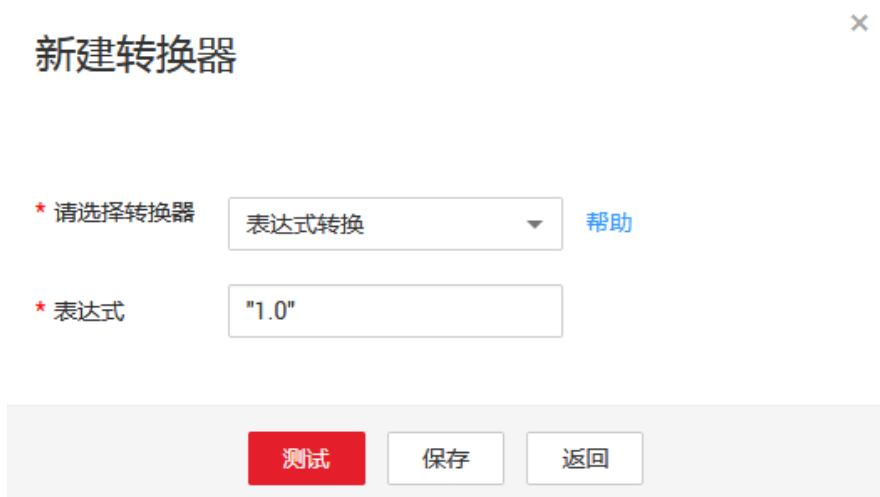 新建转换器
×
* 请选择转换器 表达式转换 帮助
* 表达式 "1.0"
测试 保存 返回